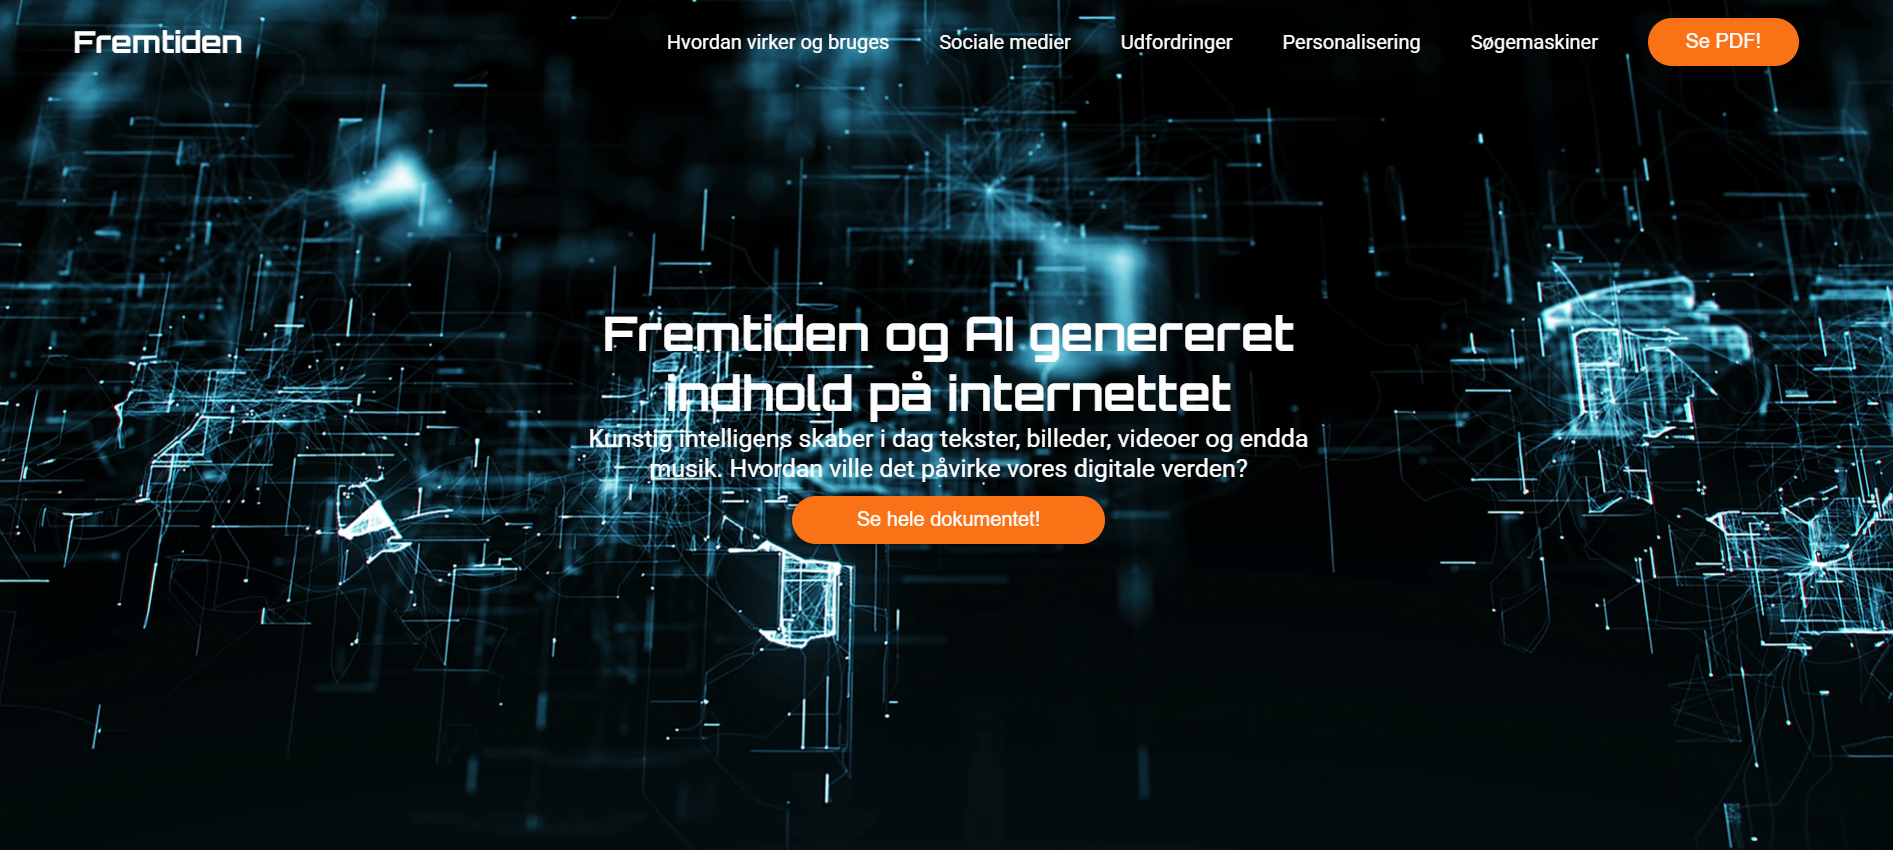 Fremtiden
Hvordan virker og bruges
Sociale medier
Udfordringer
Personalisering
Søgemaskiner
Se PDF!
Fremtiden og AI genereret
indhold på internettet
Kunstig intelligens skaber i dag tekster, billeder, videoer og endda
musik. Hvordan ville det påvirke vores digitale verden?
Se hele dokumentet!